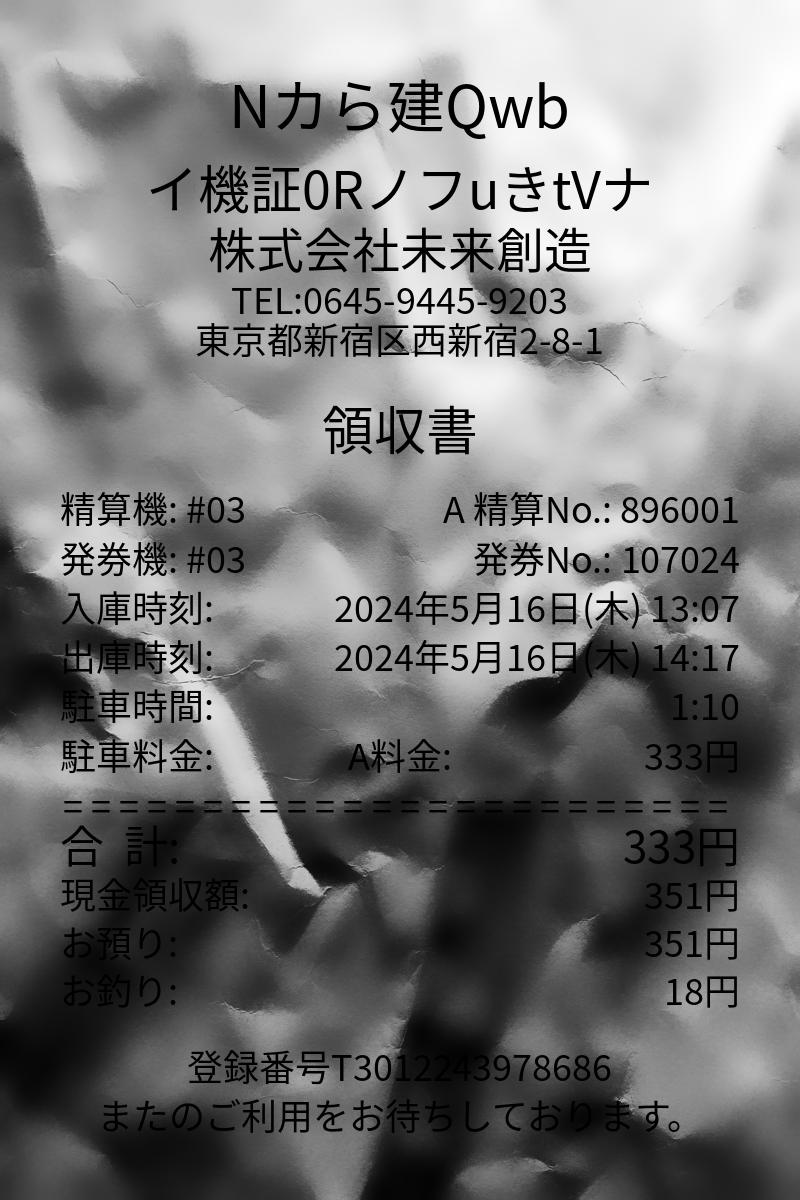 Nカら建Qwb
イ機証0RノフuきtVナ
株式会社未来創造
TEL:0645-9445-9203
東京都新宿区西新宿2-8-1
領収書
精算機: #03 A 精算No.: 896001
発券機: #03 発券No.: 107024
入庫時刻: 2024年5月16日(木) 13:07
出庫時刻: 2024年5月16日(木) 14:17
駐車時間: 1:10
駐車料金: A料金: 333円
========================
合 計: 333円
現金領収額: 351円
お預り: 351円
お釣り: 18円
登録番号T3012243978686
またのご利用をお待ちしております。